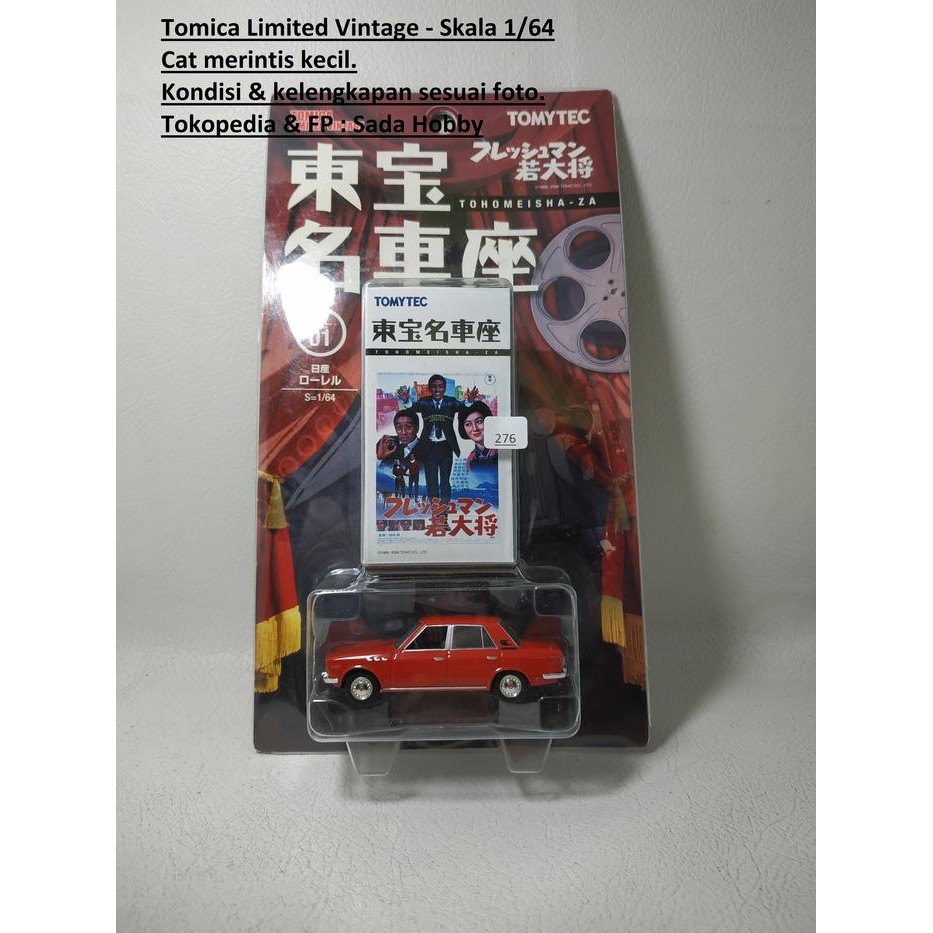 Tomica Limited Vintage - Skala 1/64
Cat merintis kecil.
Kondisi & kelengkapan sesuai foto.
Tokopedia & FP : Sada Hobby
TOMICA
TOMYTEC
フレッシュマン
若大将
東宝
TOHOMEISHA-ZA
名車座
01
日産
ローレル
S=1/64
TOMYTEC
東宝名車座
TOHOMEISHA-ZA
276
フレッシュマン
若大将